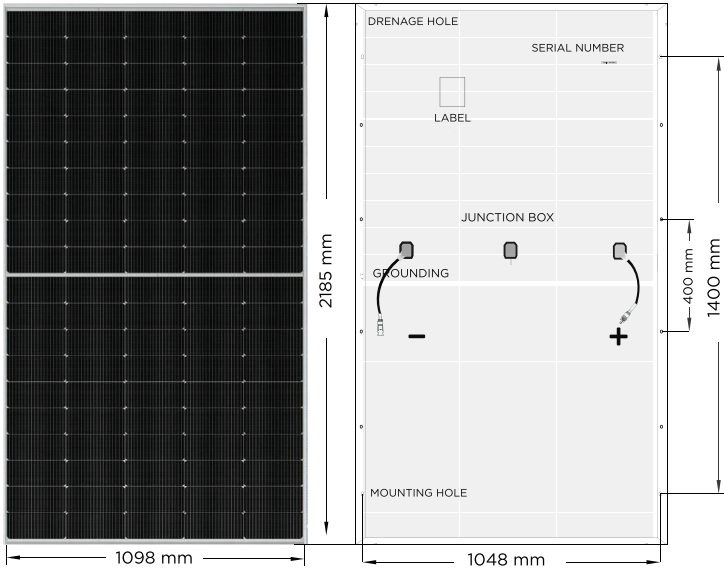 DRENAGE HOLE
SERIAL NUMBER
LABEL
JUNCTION BOX
GROUNDING
2185 mm
400 mm
1400 mm
−
+
MOUNTING HOLE
1098 mm
1048 mm